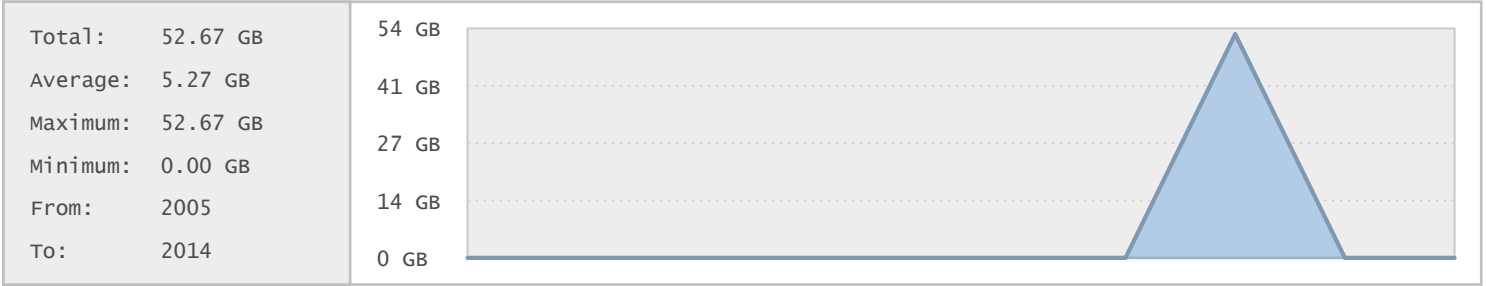 Total: 52.67 GB
Average: 5.27 GB
Maximum: 52.67 GB
Minimum: 0.00 GB
From: 2005
To: 2014
54 GB
41 GB
27 GB
14 GB
0 GB